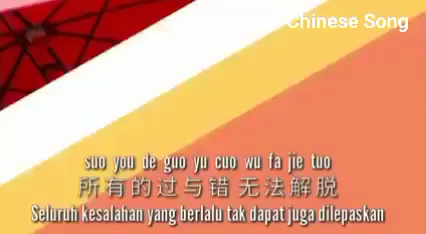 Chinese Song
suo you de guo yu cuo wu fa jie tuo
所有的过与错 无法解脱
Seluruh kesalahan yang berlalu tak dapat juga dilepaskan